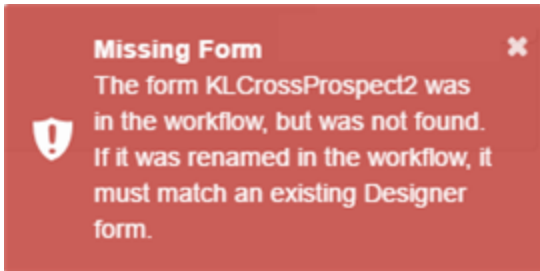 Missing Form
The form KLCrossProspect2 was
in the workflow, but was not found.
If it was renamed in the workflow, it
must match an existing Designer
form.